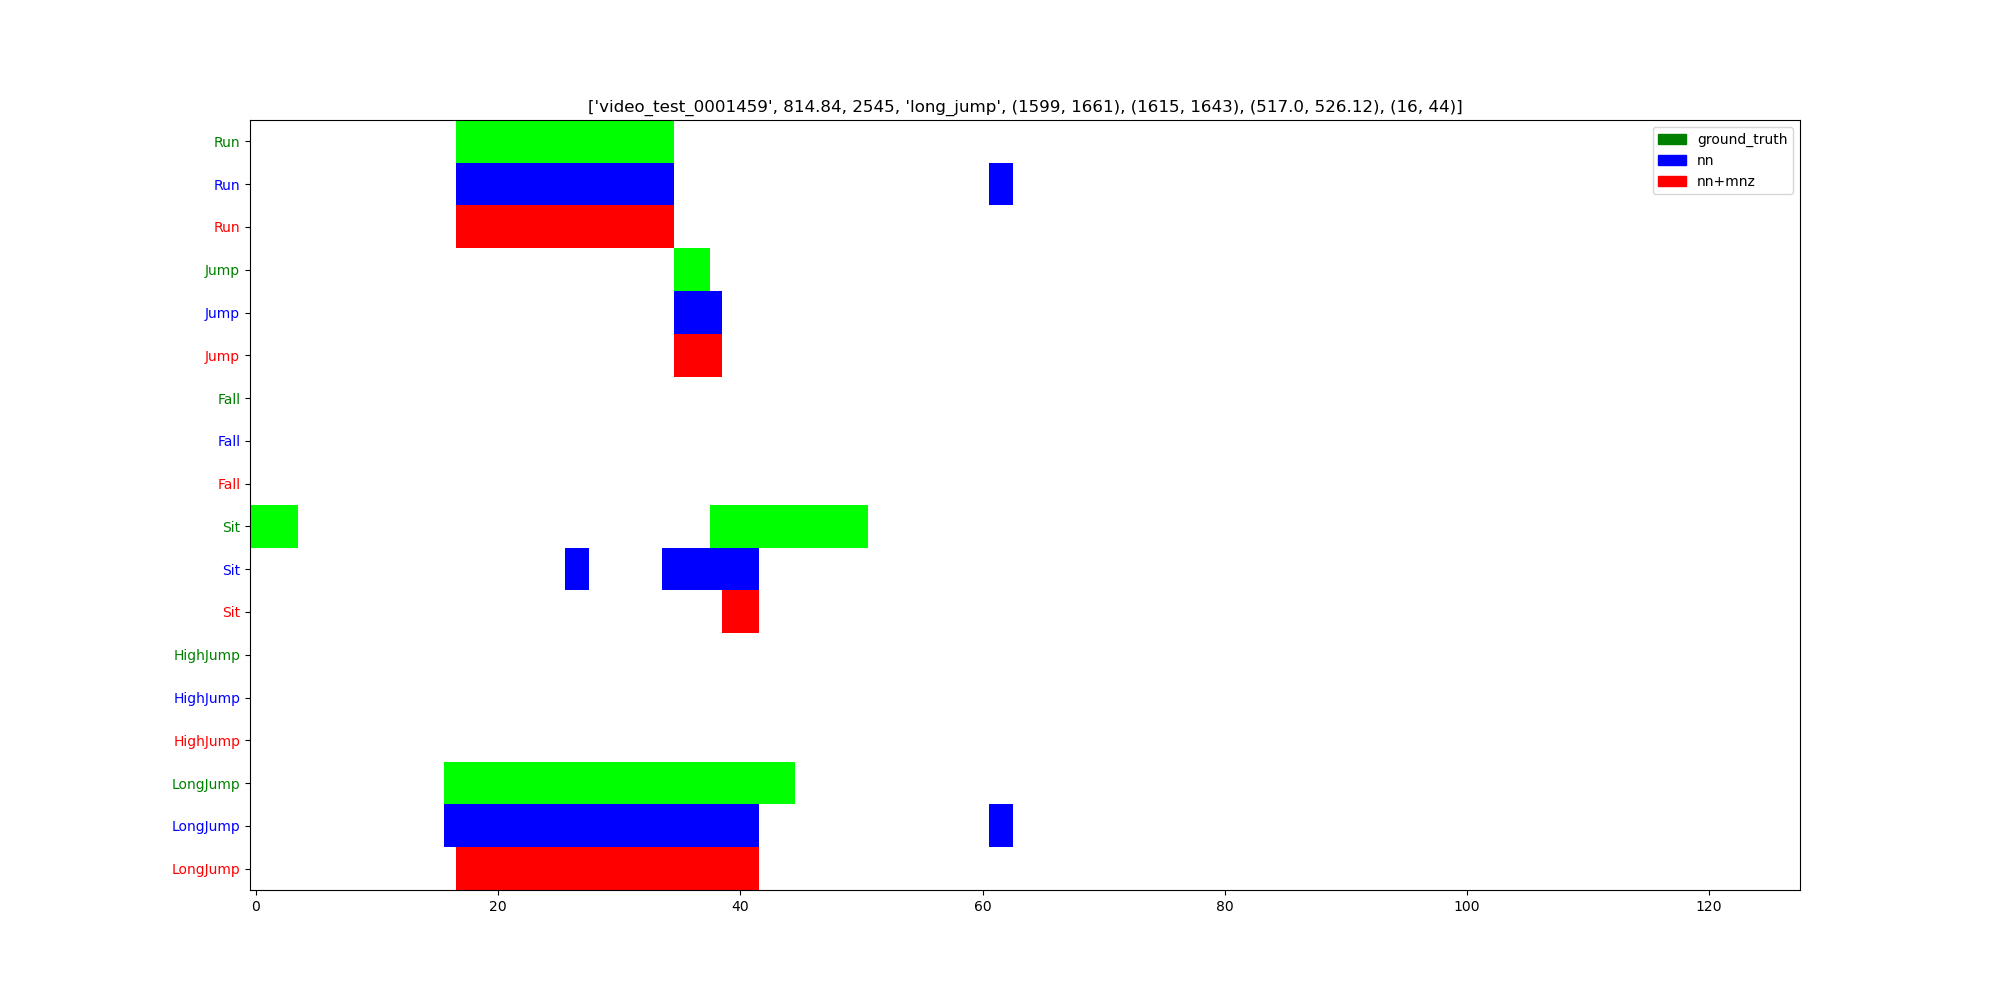 ['video_test_0001459', 814.84, 2545, 'long_jump', (1599, 1661), (1615, 1643), (517.0, 526.12), (16, 44)]
ground_truth
nn
nn+mnz
Run
Run
Run
Jump
Jump
Jump
Fall
Fall
Fall
Sit
Sit
Sit
HighJump
HighJump
HighJump
LongJump
LongJump
LongJump
0 20 40 60 80 100 120